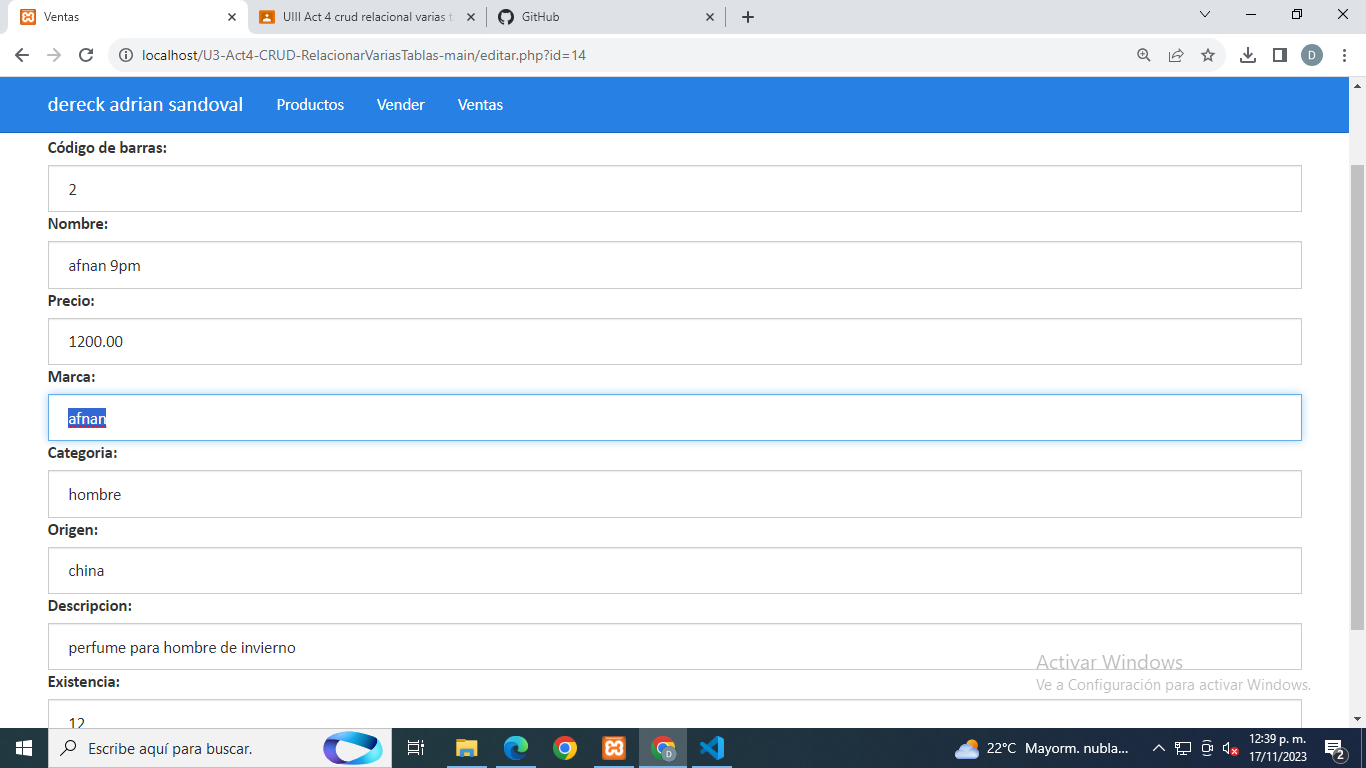 Ventas
UIII Act 4 crud relacional varias t
GitHub
localhost/U3-Act4-CRUD-RelacionarVariasTablas-main/editar.php?id=14
D
dereck adrian sandoval Productos Vender Ventas
Código de barras:
2
Nombre:
afnan 9pm
Precio:
1200.00
Marca:
afnan
Categoria:
hombre
Origen:
china
Descripcion:
perfume para hombre de invierno
Existencia:
12
Activar Windows
Ve a Configuración para activar Windows.
Escribe aquí para buscar.
D
22°C Mayorm. nubla...
12:39 p. m.
17/11/2023
2